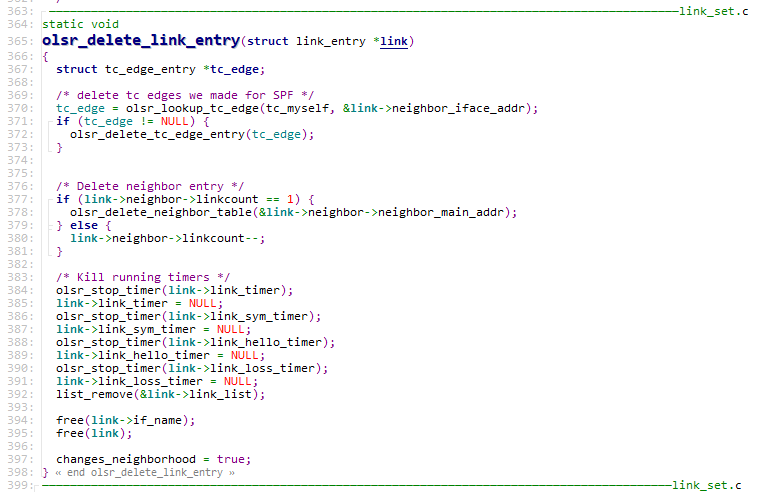 363: link_set.c
364: static void
365: olsr_delete_link_entry(struct link_entry *link)
366: {
367:   struct tc_edge_entry *tc_edge;
368:
369:   /* delete tc edges we made for SPF */
370:   tc_edge = olsr_lookup_tc_edge(tc_myself, &link->neighbor_iface_addr);
371:   if (tc_edge != NULL) {
372:     olsr_delete_tc_edge_entry(tc_edge);
373:   }
374:
375:
376:   /* Delete neighbor entry */
377:   if (link->neighbor->linkcount == 1) {
378:     olsr_delete_neighbor_table(&link->neighbor->neighbor_main_addr);
379:   } else {
380:     link->neighbor->linkcount--;
381:   }
382:
383:   /* Kill running timers */
384:   olsr_stop_timer(link->link_timer);
385:   link->link_timer = NULL;
386:   olsr_stop_timer(link->link_sym_timer);
387:   link->link_sym_timer = NULL;
388:   olsr_stop_timer(link->link_hello_timer);
389:   link->link_hello_timer = NULL;
390:   olsr_stop_timer(link->link_loss_timer);
391:   link->link_loss_timer = NULL;
392:   list_remove(&link->link_list);
393:
394:   free(link->if_name);
395:   free(link);
396:
397:   changes_neighborhood = true;
398: } « end olsr_delete_link_entry »
399: link_set.c